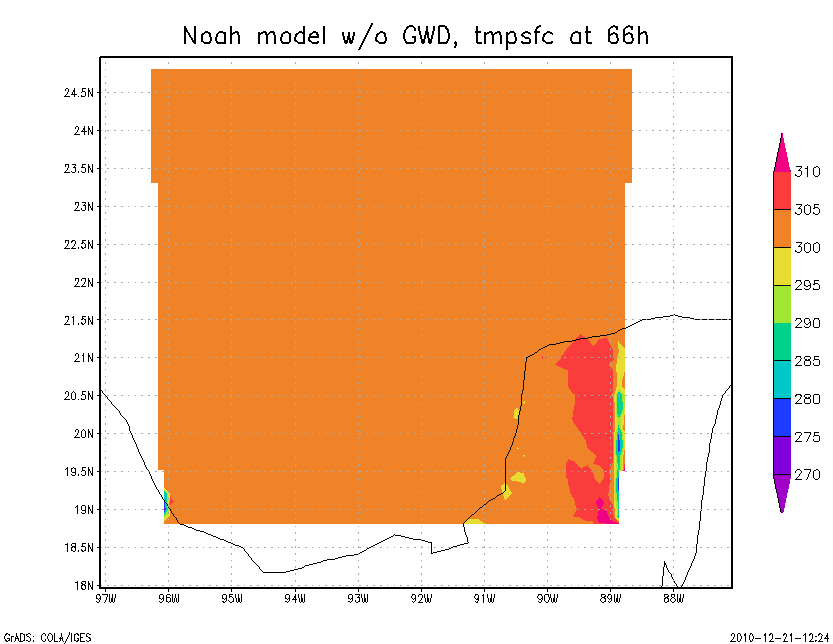 Noah model w/o GWD, tmpsfc at 66h
24.5N
24N
23.5N
23N
22.5N
22N
21.5N
21N
20.5N
20N
19.5N
19N
18.5N
18N
97W 96W 95W 94W 93W 92W 91W 90W 89W 88W
310
305
300
295
290
285
280
275
270
GrADS: COLA/IGES
2010-12-21-12:24